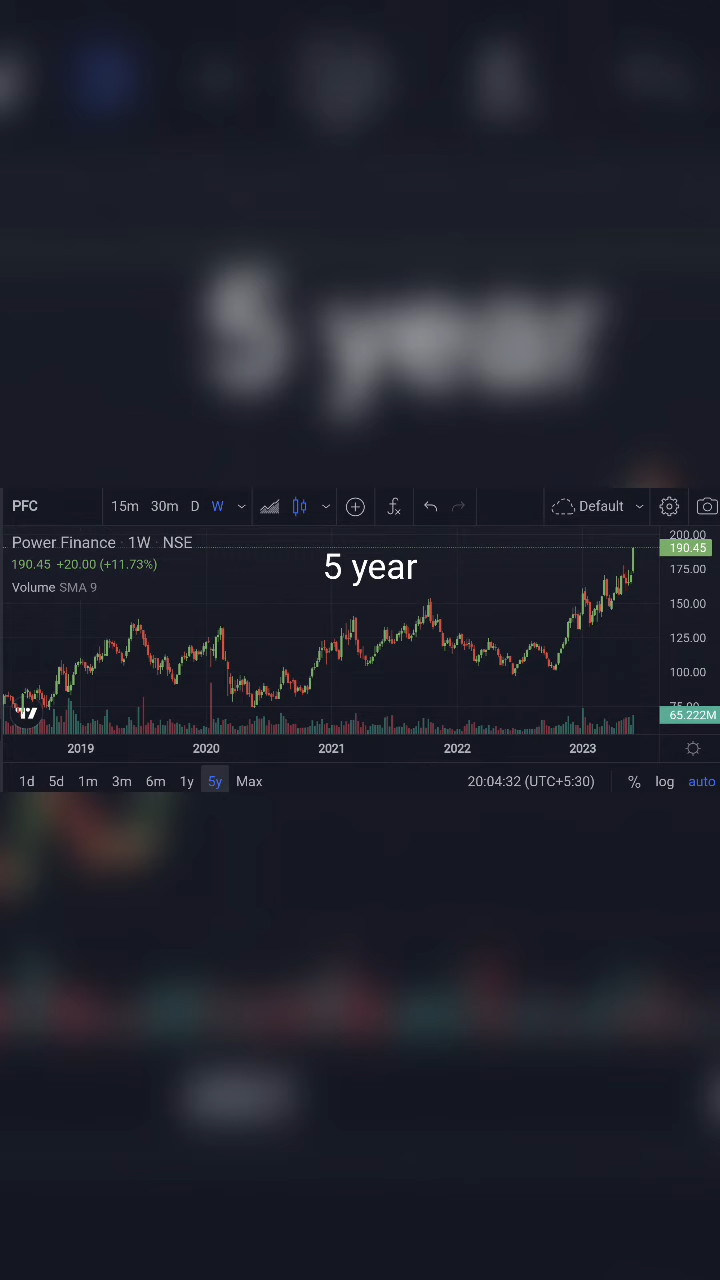 5 year
PFC 15m 30m D W Default
Power Finance · 1W · NSE
190.45 +20.00 (+11.73%)
5 year
Volume SMA 9
200.00
190.45
175.00
150.00
125.00
100.00
75.00
65.222M
2019 2020 2021 2022 2023
1d 5d 1m 3m 6m 1y 5y Max 20:04:32 (UTC+5:30) % log auto